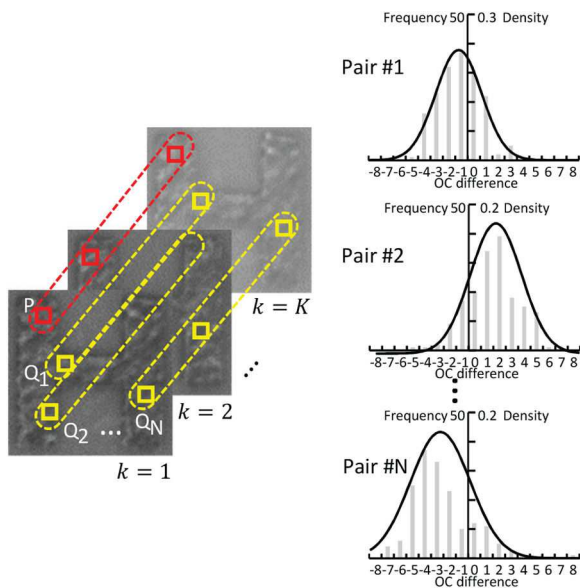 P
Q1
Q2
...
QN
k = 1
k = 2
...
k = K
Pair #1
Frequency 50 0.3 Density
-8-7-6-5-4-3-2-1 0 1 2 3 4 5 6 7 8
OC difference
Pair #2
Frequency 50 0.2 Density
-8-7-6-5-4-3-2-1 0 1 2 3 4 5 6 7 8
OC difference
Pair #N
Frequency 50 0.2 Density
-8-7-6-5-4-3-2-1 0 1 2 3 4 5 6 7 8
OC difference